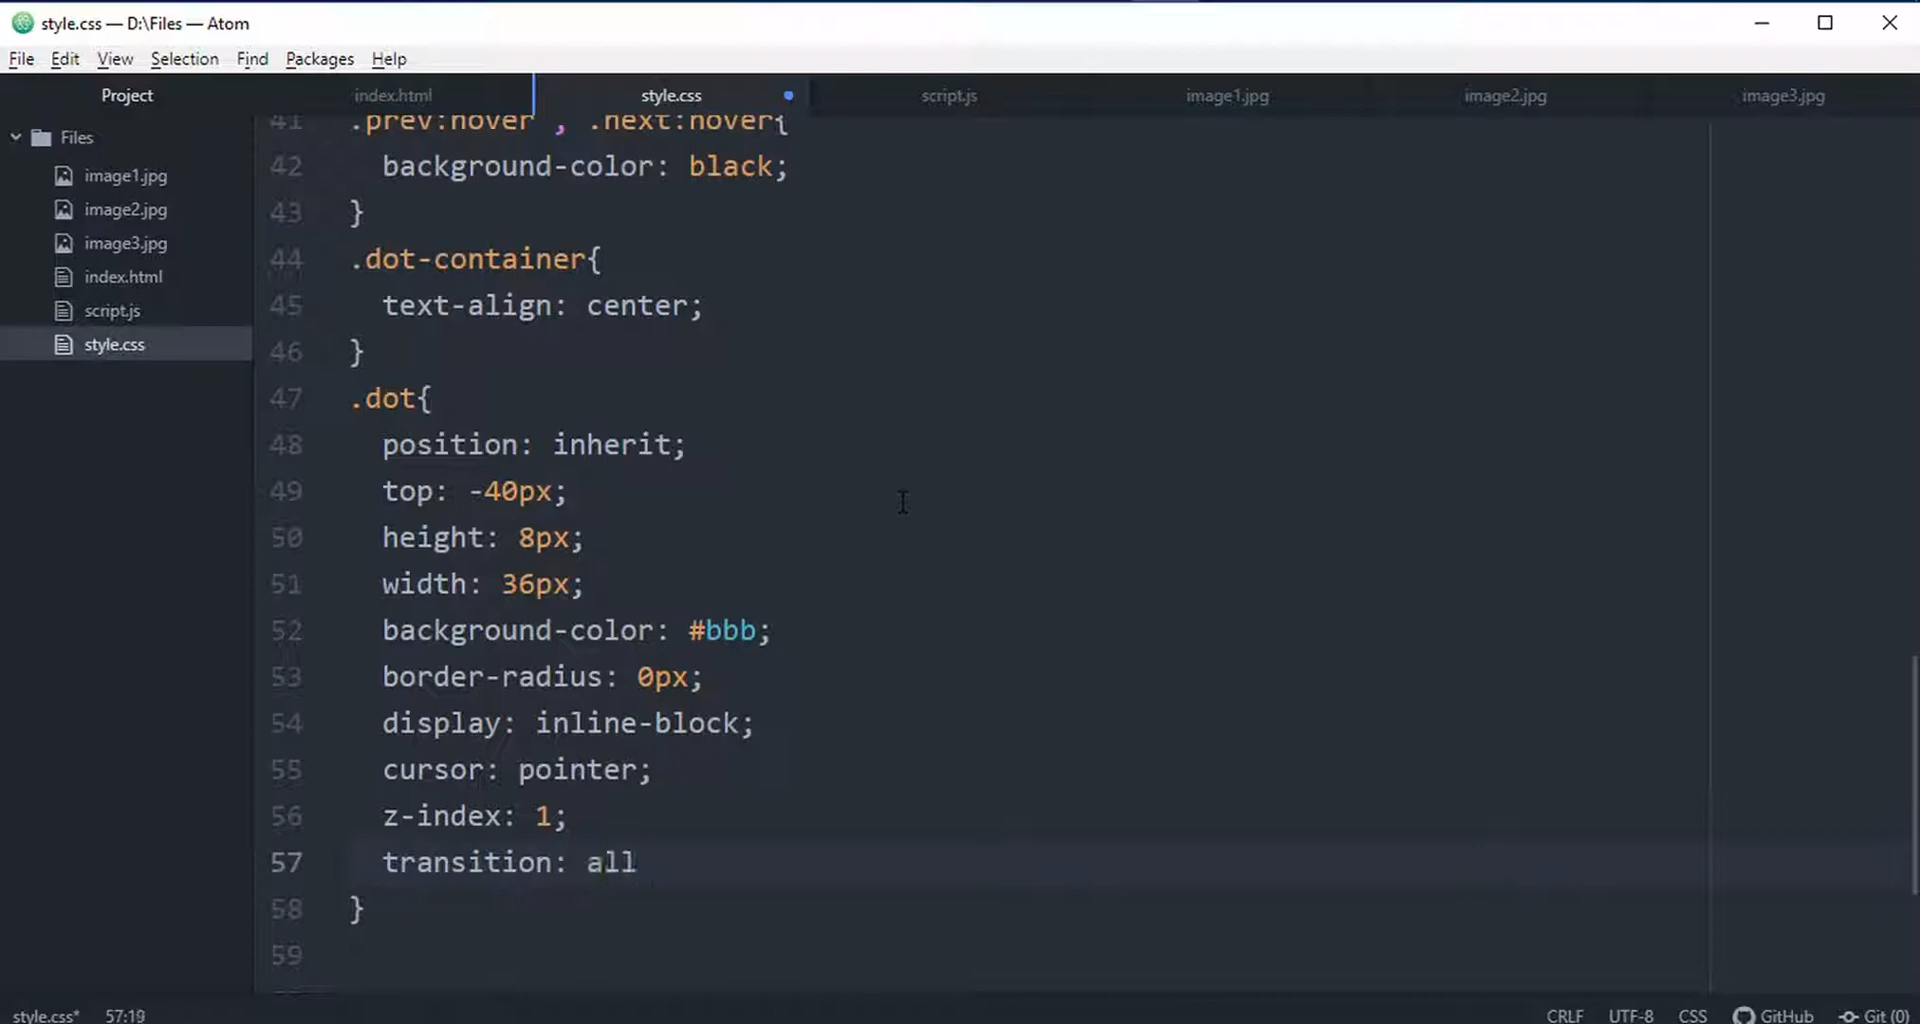 style.css — D:\Files — Atom
File Edit View Selection Find Packages Help
Project index.html style.css script.js image1.jpg image2.jpg image3.jpg
Files
image1.jpg
image2.jpg
image3.jpg
index.html
script.js
style.css
41 .prev:hover , .next:hover{
42 background-color: black;
43 }
44 .dot-container{
45 text-align: center;
46 }
47 .dot{
48 position: inherit;
49 top: -40px;
50 height: 8px;
51 width: 36px;
52 background-color: #bbb;
53 border-radius: 0px;
54 display: inline-block;
55 cursor: pointer;
56 z-index: 1;
57 transition: all
58 }
59
style.css* 57:19 CRLF UTF-8 CSS GitHub Git (0)